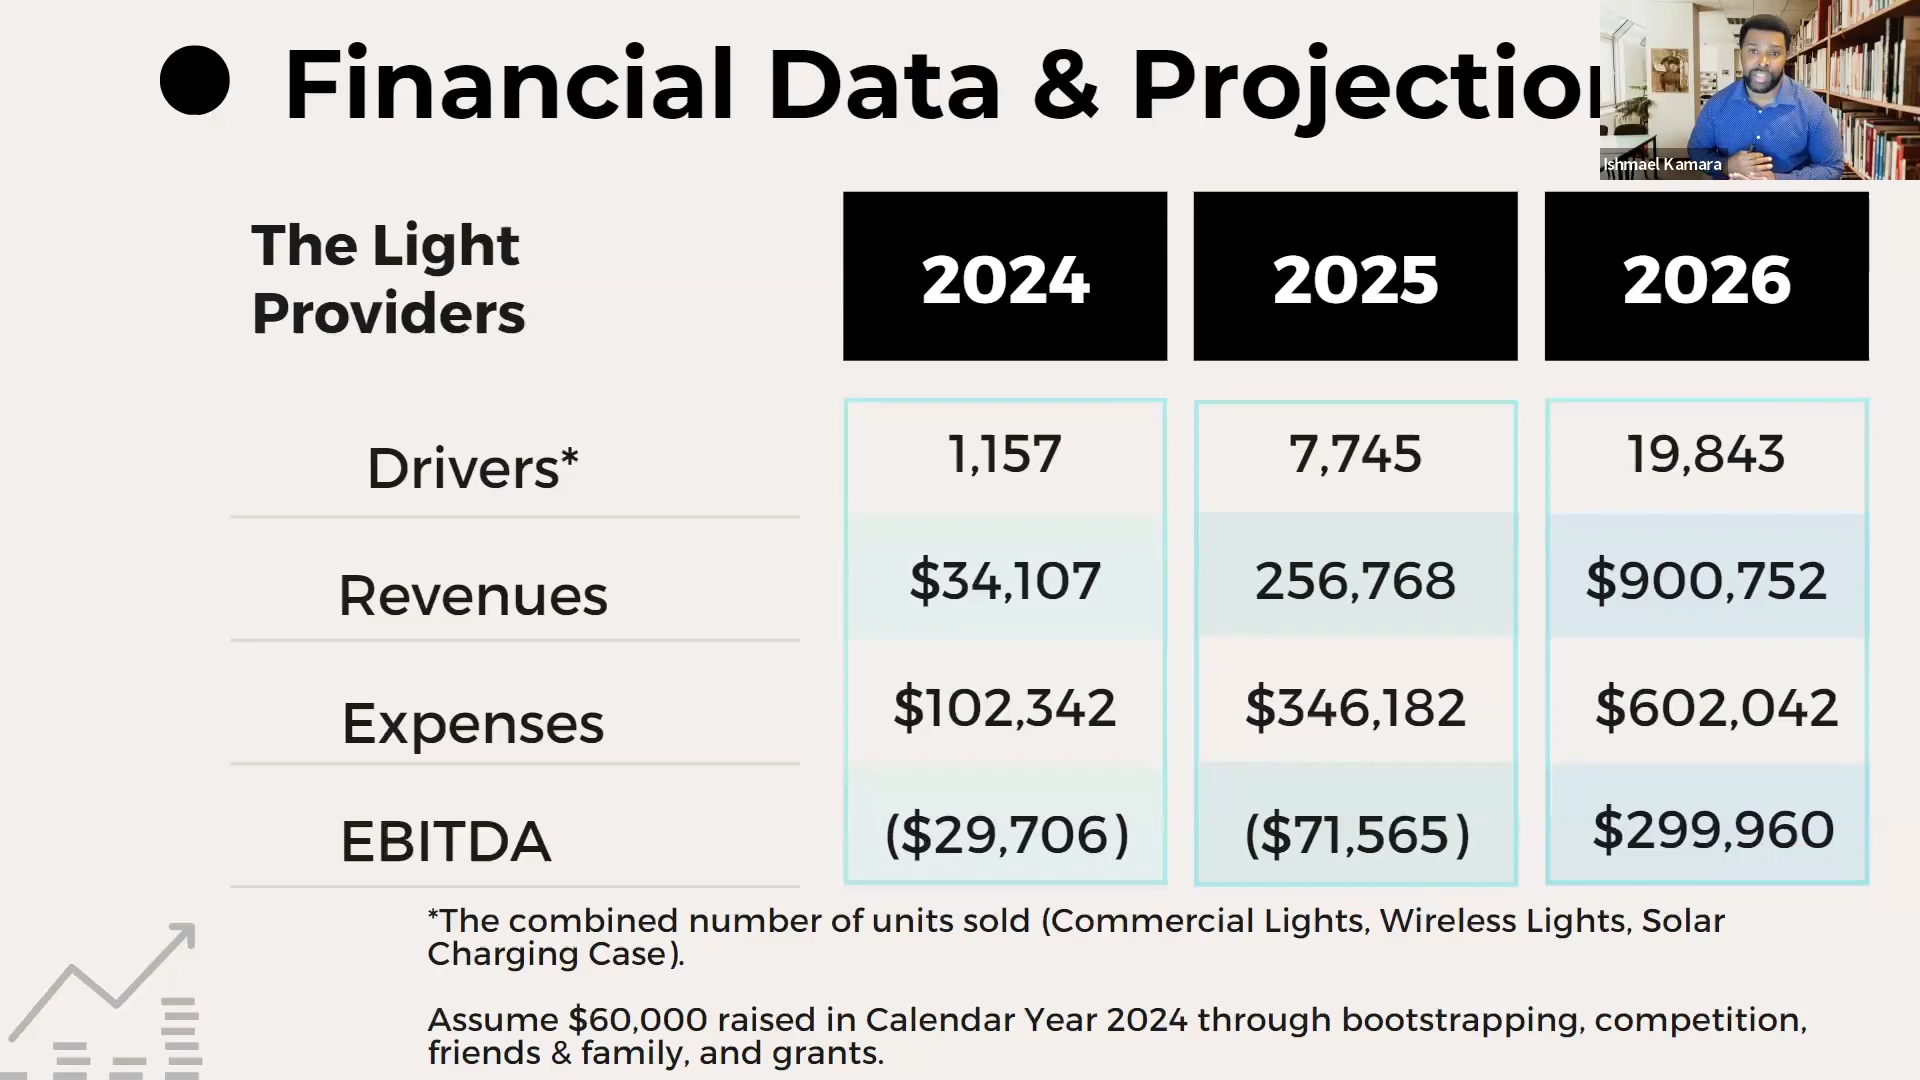 Financial Data & Projection
Ishmael Kamara
The Light
Providers
2024 2025 2026
Drivers* 1,157 7,745 19,843
Revenues $34,107 256,768 $900,752
Expenses $102,342 $346,182 $602,042
EBITDA ($29,706) ($71,565) $299,960
*The combined number of units sold (Commercial Lights, Wireless Lights, Solar
Charging Case).
Assume $60,000 raised in Calendar Year 2024 through bootstrapping, competition,
friends & family, and grants.